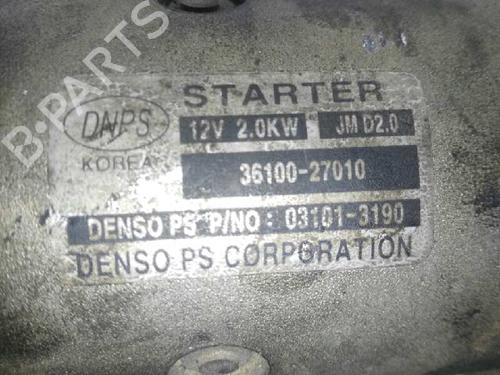 STARTER
DNPS
12V 2.0KW JM D2.0
KOREA
36100-27010
DENSO PS P/NO : 03101-3190
DENSO PS CORPORATION
B-PARTS